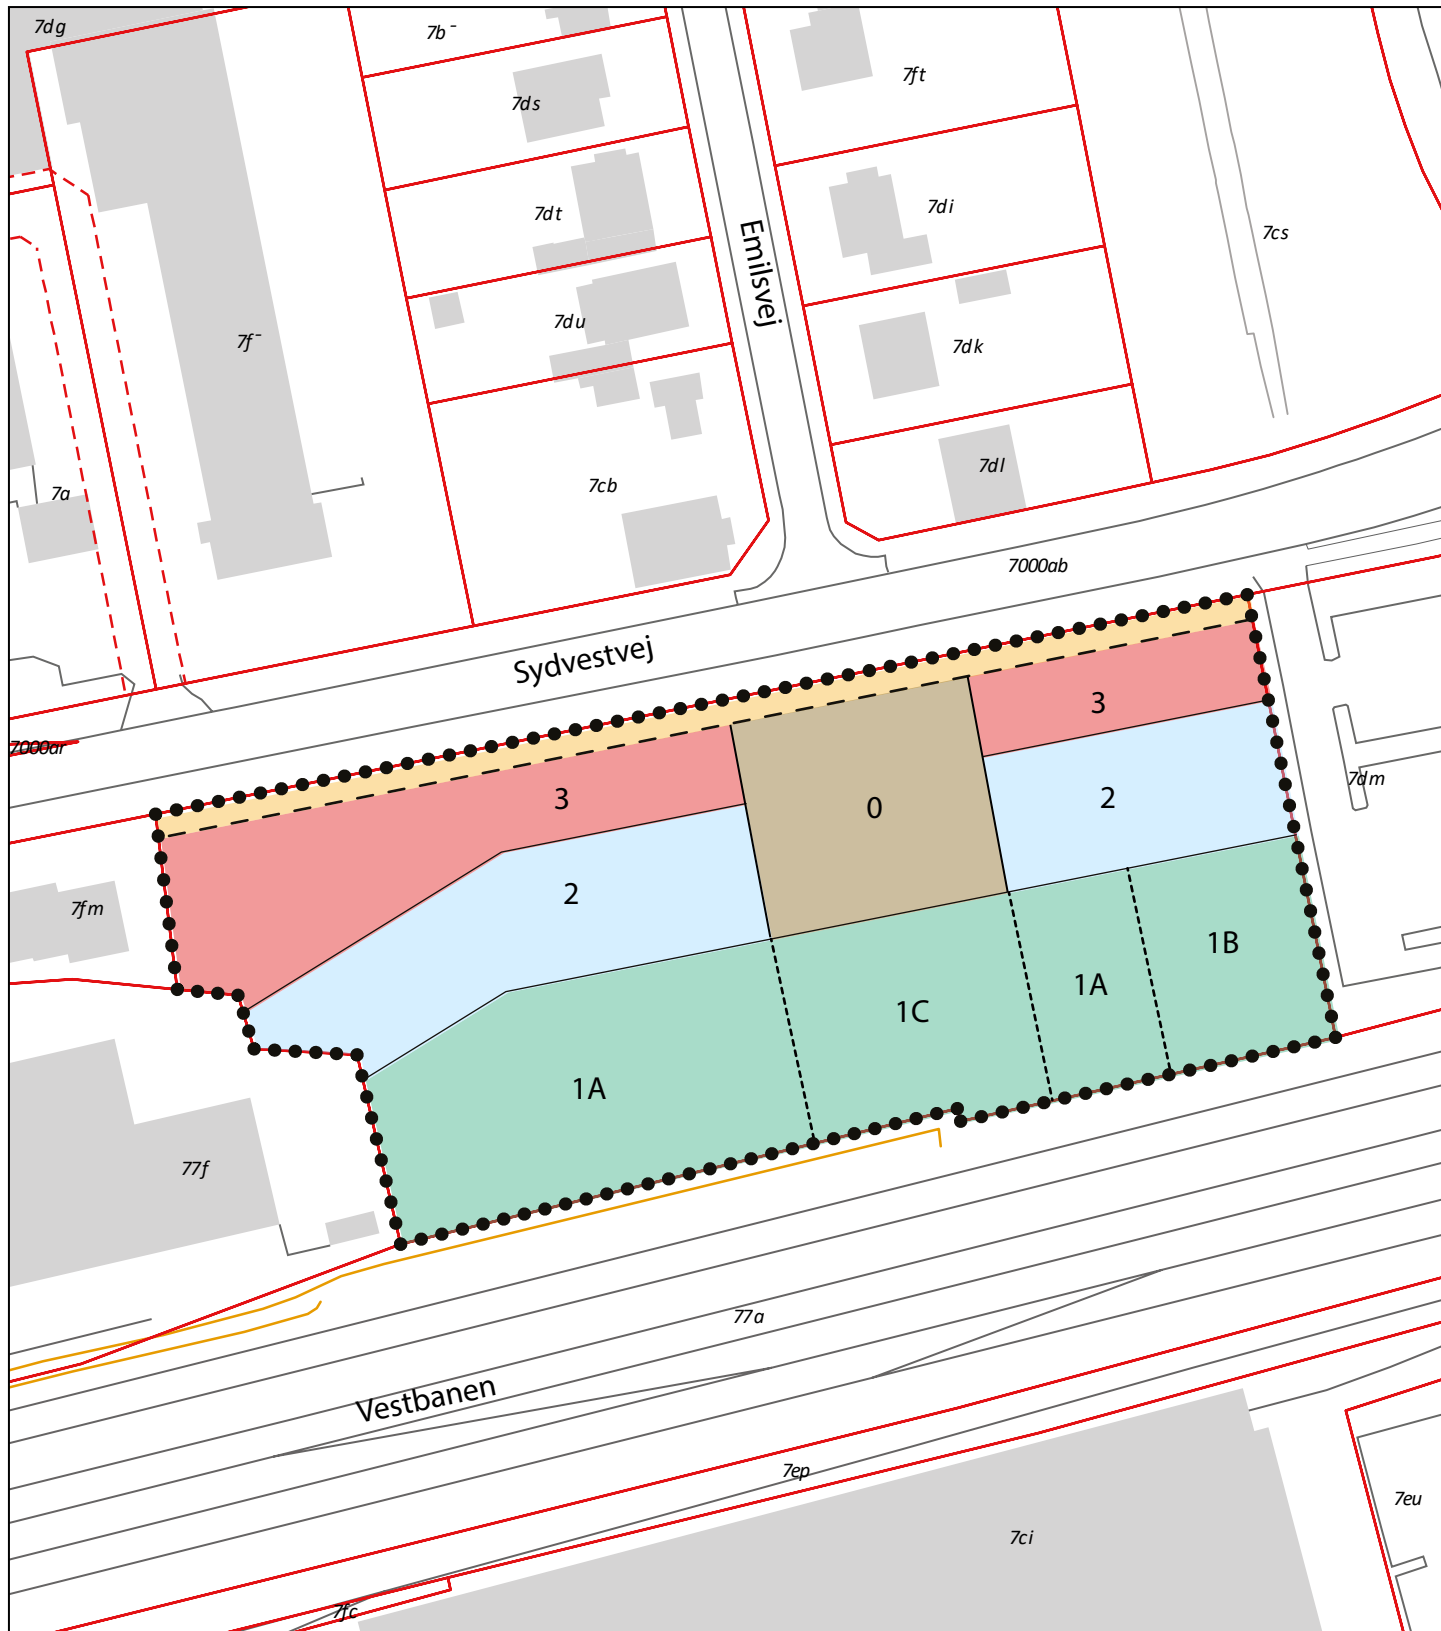 7dg
7b⁻
7ds
7ft
7dt
7di
Emilsvej
7cs
7f⁻
7du
7dk
7a
7cb
7dl
7000ab
Sydvestvej
7000ar
3
7dm
3
0
2
2
7fm
1B
1A
1C
1A
77f
77a
Vestbanen
7ep
7eu
7ci
7fc